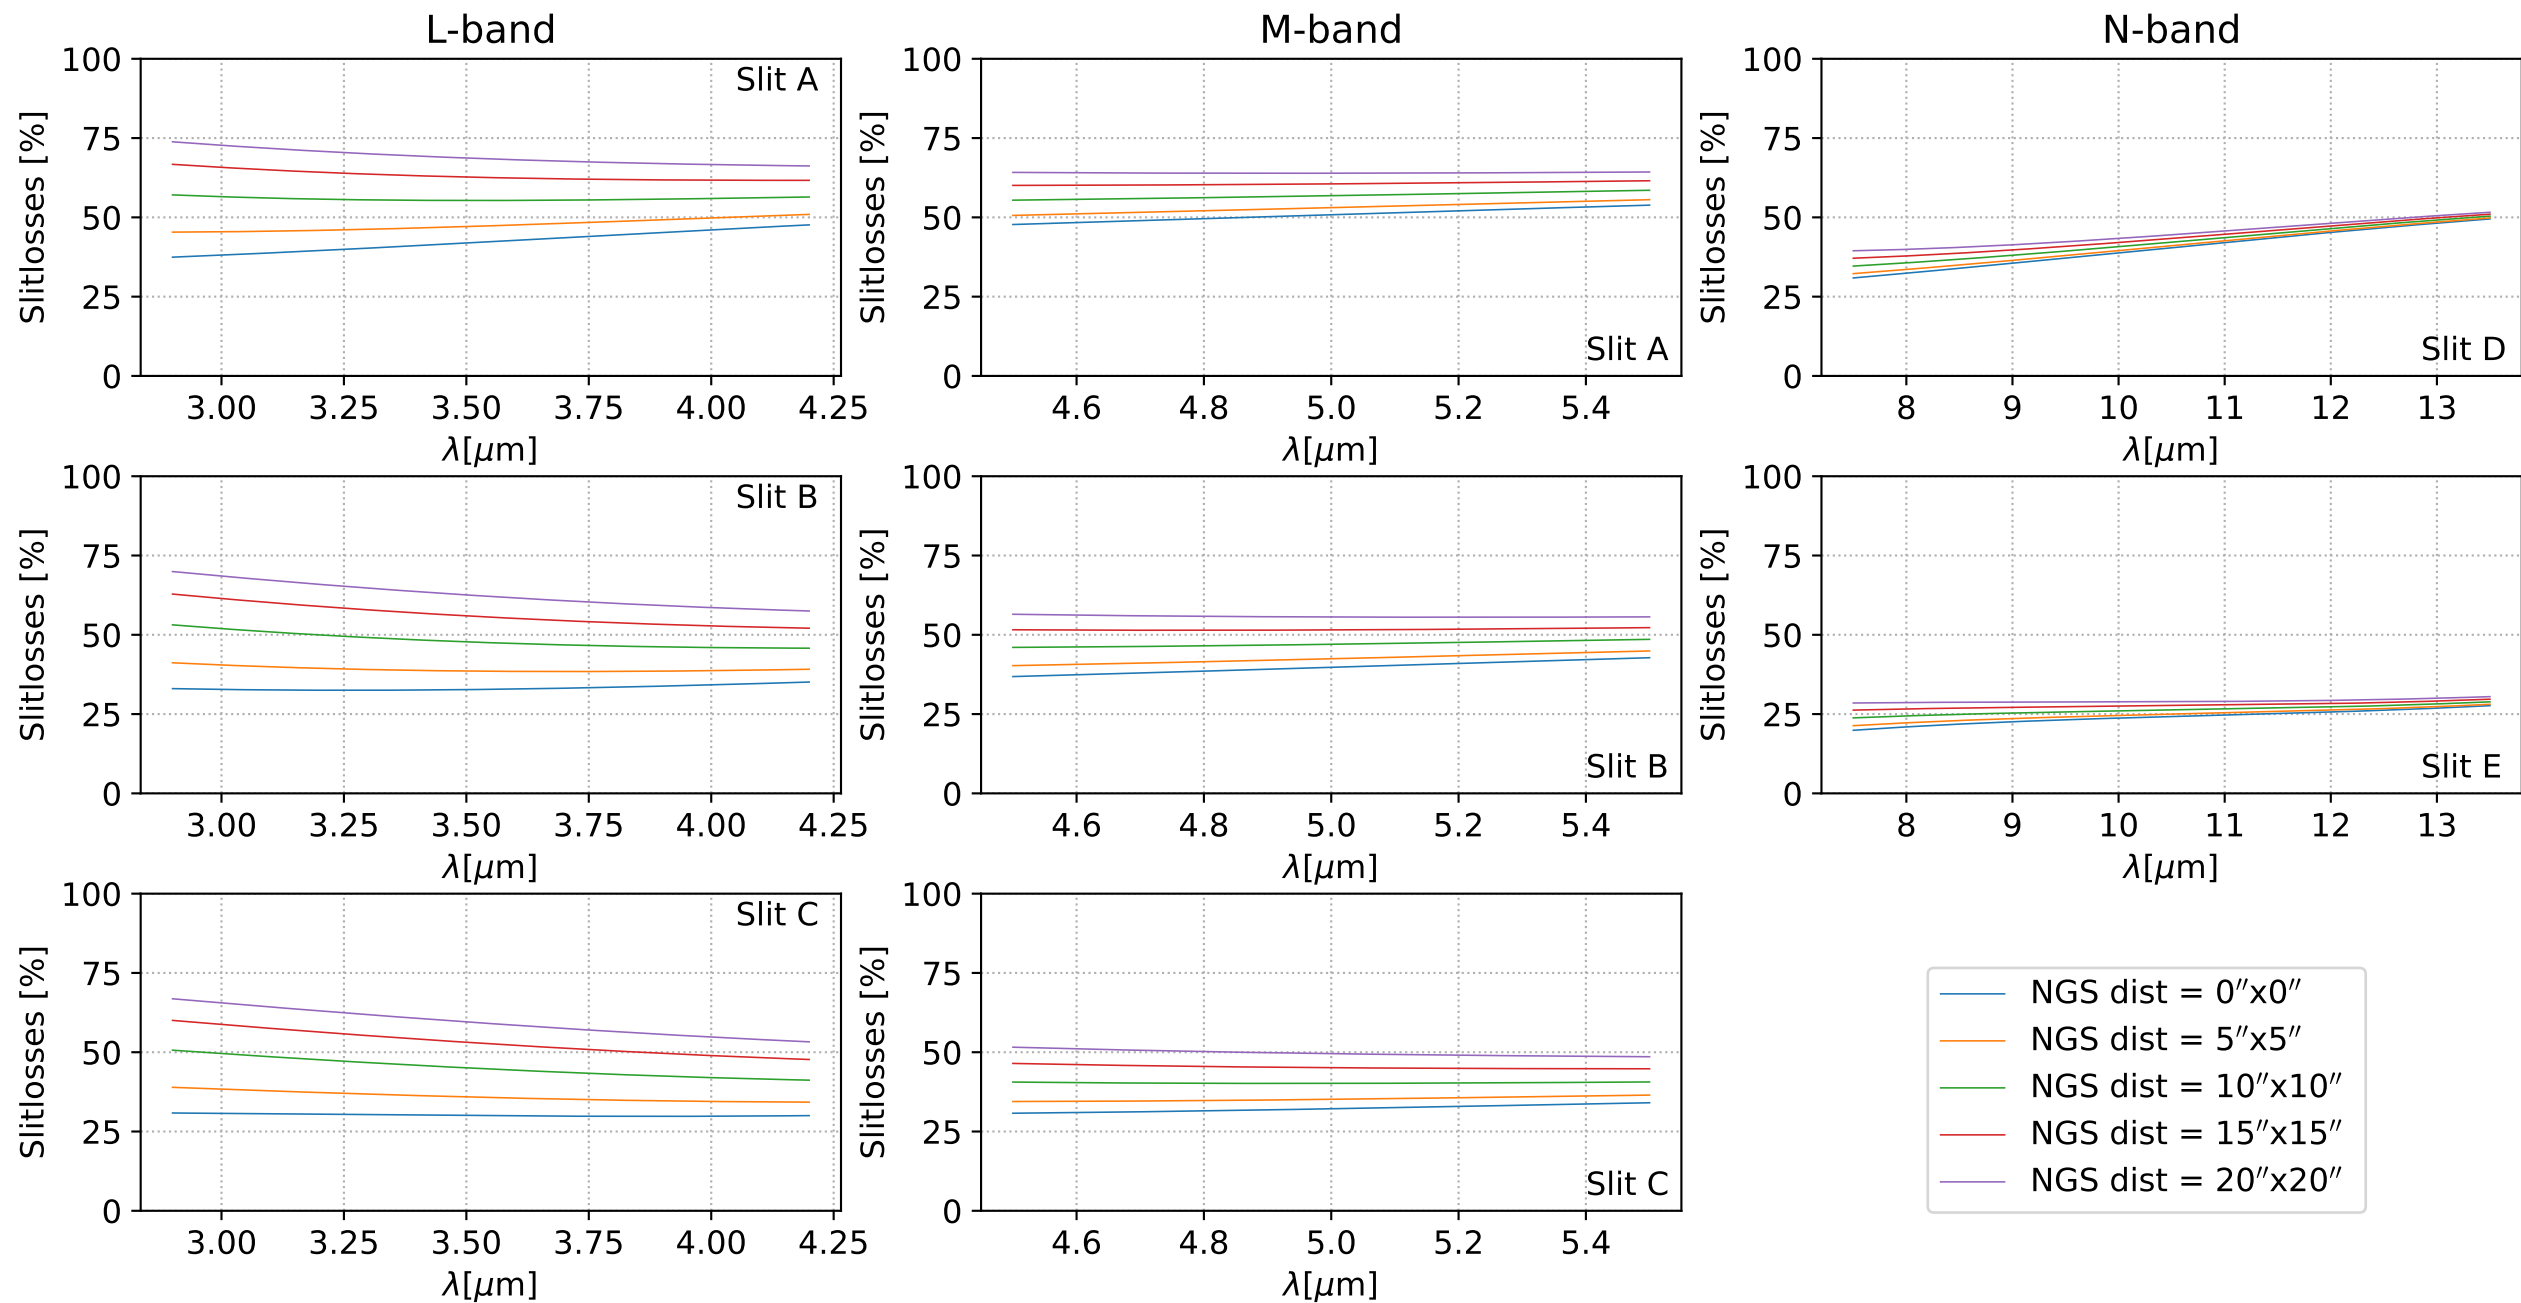 L-band
M-band
N-band
100
75
50
25
0
Slitlosses [%]
Slit A
3.00 3.25 3.50 3.75 4.00 4.25
λ[μm]
100
75
50
25
0
Slitlosses [%]
Slit A
4.6 4.8 5.0 5.2 5.4
λ[μm]
100
75
50
25
0
Slitlosses [%]
Slit D
8 9 10 11 12 13
λ[μm]
100
75
50
25
0
Slitlosses [%]
Slit B
3.00 3.25 3.50 3.75 4.00 4.25
λ[μm]
100
75
50
25
0
Slitlosses [%]
Slit B
4.6 4.8 5.0 5.2 5.4
λ[μm]
100
75
50
25
0
Slitlosses [%]
Slit E
8 9 10 11 12 13
λ[μm]
100
75
50
25
0
Slitlosses [%]
Slit C
3.00 3.25 3.50 3.75 4.00 4.25
λ[μm]
100
75
50
25
0
Slitlosses [%]
Slit C
4.6 4.8 5.0 5.2 5.4
λ[μm]
NGS dist = 0″x0″
NGS dist = 5″x5″
NGS dist = 10″x10″
NGS dist = 15″x15″
NGS dist = 20″x20″